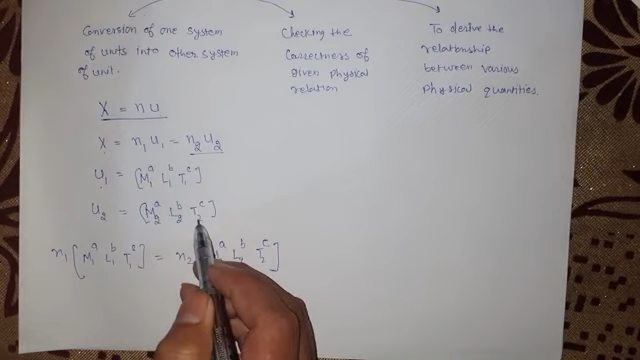 Conversion of one system
of units into other system
of unit.
Checking the
correctness of
given physical
relation
To derive the
relationship
between various
physical quantities.
X = nu
X = n₁ u₁ = n₂ u₂
u₁ = [M₁ᵃ L₁ᵇ T₁ᶜ]
u₂ = [M₂ᵃ L₂ᵇ T₂ᶜ]
n₁ [M₁ᵃ L₁ᵇ T₁ᶜ] = n₂ ᵃ L₂ᵇ T₂ᶜ]